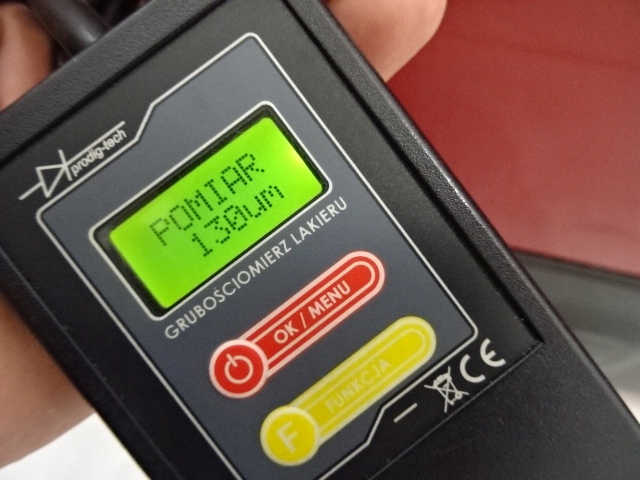 prodig-tech
POMIAR
130um
GRUBOŚCIOMIERZ LAKIERU
OK / MENU
F FUNKCJA
CE